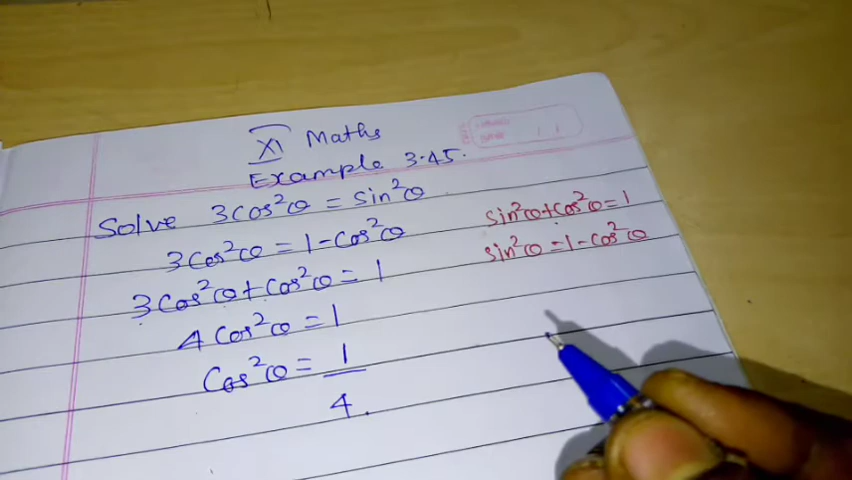 XI Maths
Example 3.45.
Solve 3cos²θ = sin²θ
3cos²θ = 1-cos²θ
3cos²θ+cos²θ = 1
4cos²θ = 1
cos²θ = 1/4.
sin²θ+cos²θ=1
sin²θ=1-cos²θ